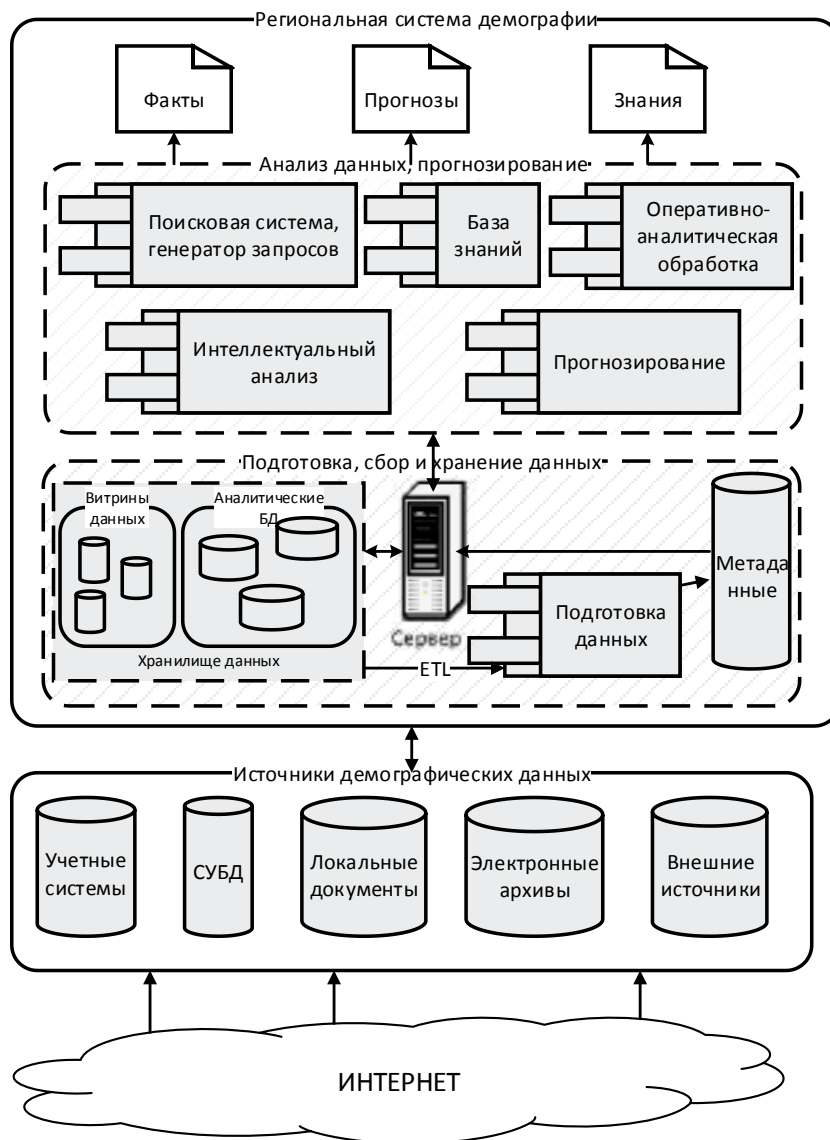 Региональная система демографии
Факты
Прогнозы
Знания
Анализ данных, прогнозирование
Поисковая система,
генератор запросов
База
знаний
Оперативно-
аналитическая
обработка
Интеллектуальный
анализ
Прогнозирование
Подготовка, сбор и хранение данных
Витрины
данных
Аналитические
БД
Хранилище данных
Сервер
ETL
Подготовка
данных
Метада
нные
Источники демографических данных
Учетные
системы
СУБД
Локальные
документы
Электронные
архивы
Внешние
источники
ИНТЕРНЕТ